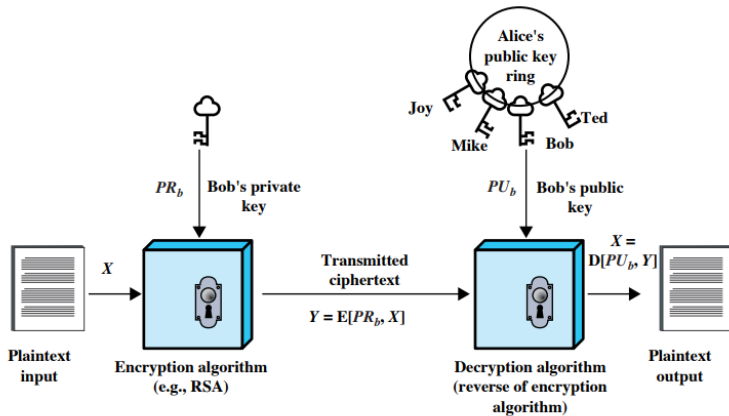 Alice's
public key
ring
Joy
Mike
Bob
Ted
PR_b
Bob's private
key
PU_b
Bob's public
key
X
Transmitted
ciphertext
X =
D[PU_b, Y]
Y = E[PR_b, X]
Plaintext
input
Encryption algorithm
(e.g., RSA)
Decryption algorithm
(reverse of encryption
algorithm)
Plaintext
output